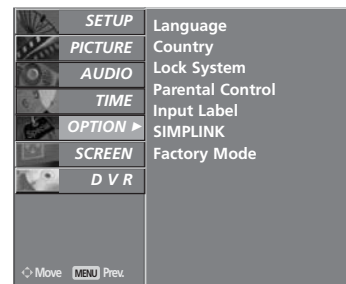 SETUP
PICTURE
AUDIO
TIME
OPTION ►
SCREEN
D V R
Language
Country
Lock System
Parental Control
Input Label
SIMPLINK
Factory Mode
Move MENU Prev.